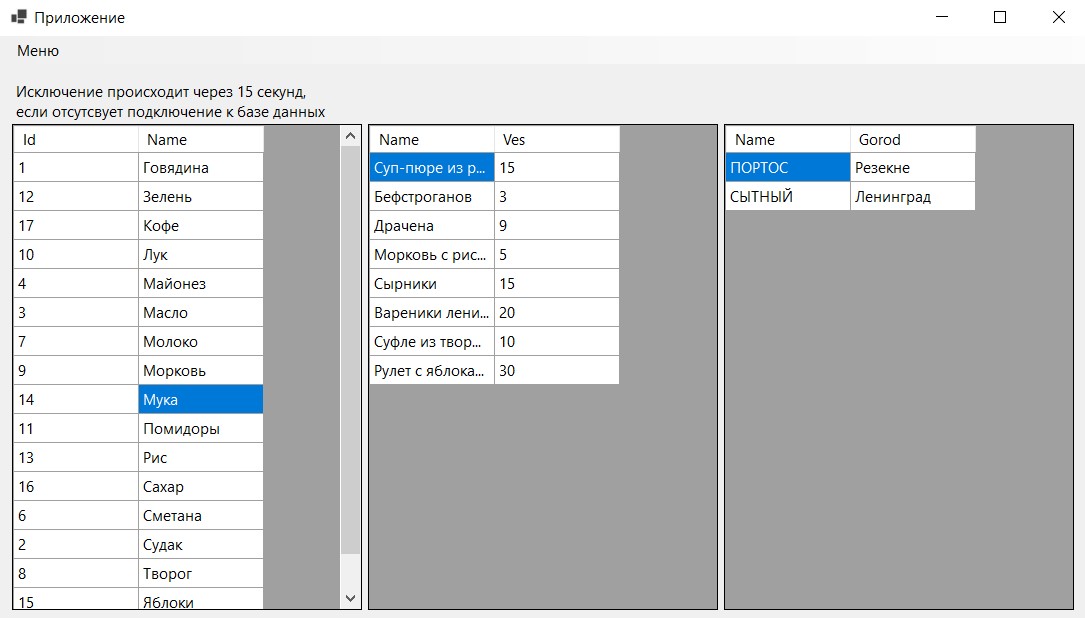 Приложение
Меню
Исключение происходит через 15 секунд,
если отсутсвует подключение к базе данных
Id Name
1 Говядина
12 Зелень
17 Кофе
10 Лук
4 Майонез
3 Масло
7 Молоко
9 Морковь
14 Мука
11 Помидоры
13 Рис
16 Сахар
6 Сметана
2 Судак
8 Творог
15 Яблоки
Name Ves
Суп-пюре из р... 15
Бефстроганов 3
Драчена 9
Морковь с рис... 5
Сырники 15
Вареники лени... 20
Суфле из твор... 10
Рулет с яблока... 30
Name Gorod
ПОРТОС Резекне
СЫТНЫЙ Ленинград